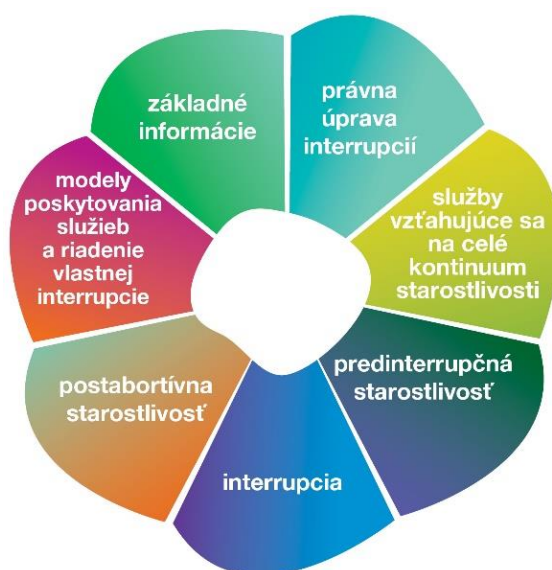 základné
informácie
právna
úprava
interrupcií
služby
vzťahujúce sa
na celé
kontinuum
starostlivosti
predinterrupčná
starostlivosť
interrupcia
postabortívna
starostlivosť
modely
poskytovania
služieb
a riadenie
vlastnej
interrupcie